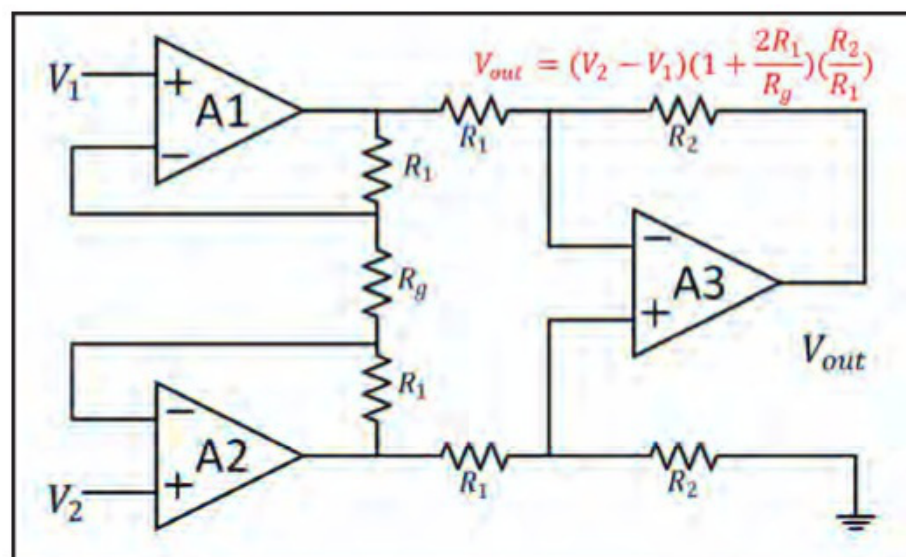 V_out = (V_2 − V_1)(1 + 2R_1/R_g)(R_2/R_1)
V_1
+
A1
−
R_1
R_1
R_2
R_g
−
A3
+
V_out
R_1
−
A2
+
V_2
R_1
R_2